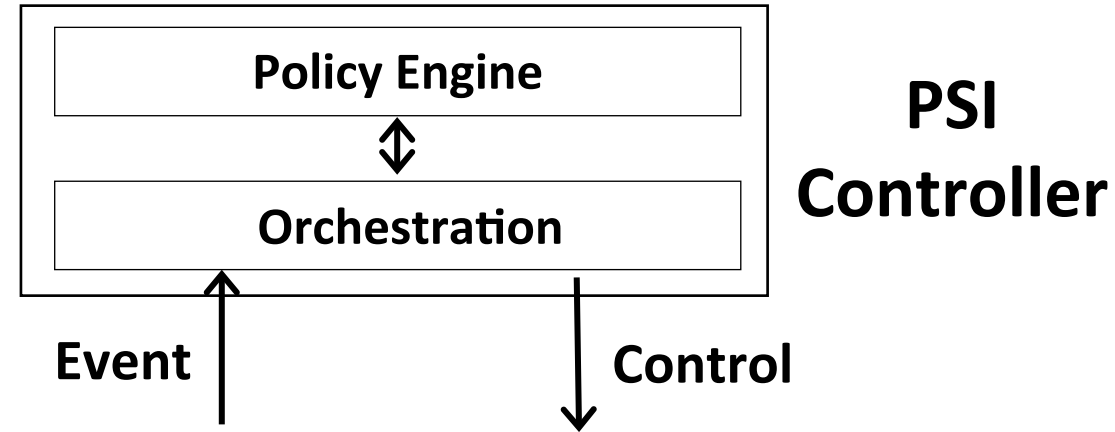 Policy Engine
PSI
Controller
Orchestration
Event
Control